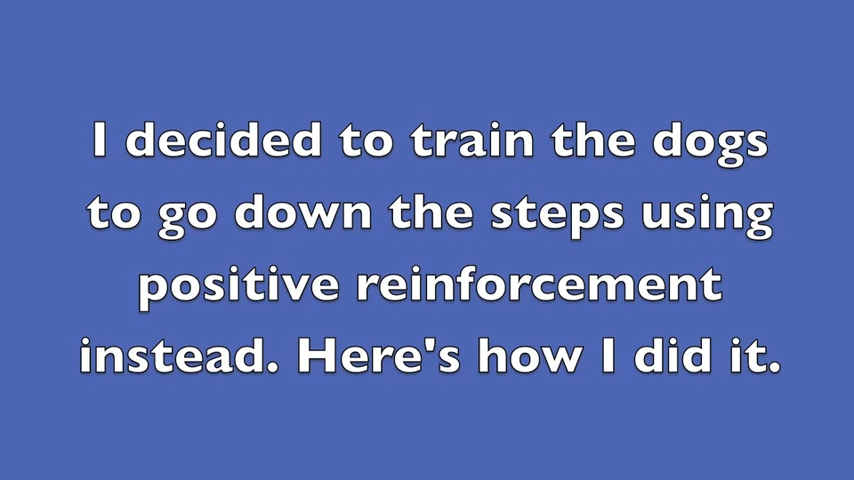 I decided to train the dogs
to go down the steps using
positive reinforcement
instead. Here's how I did it.